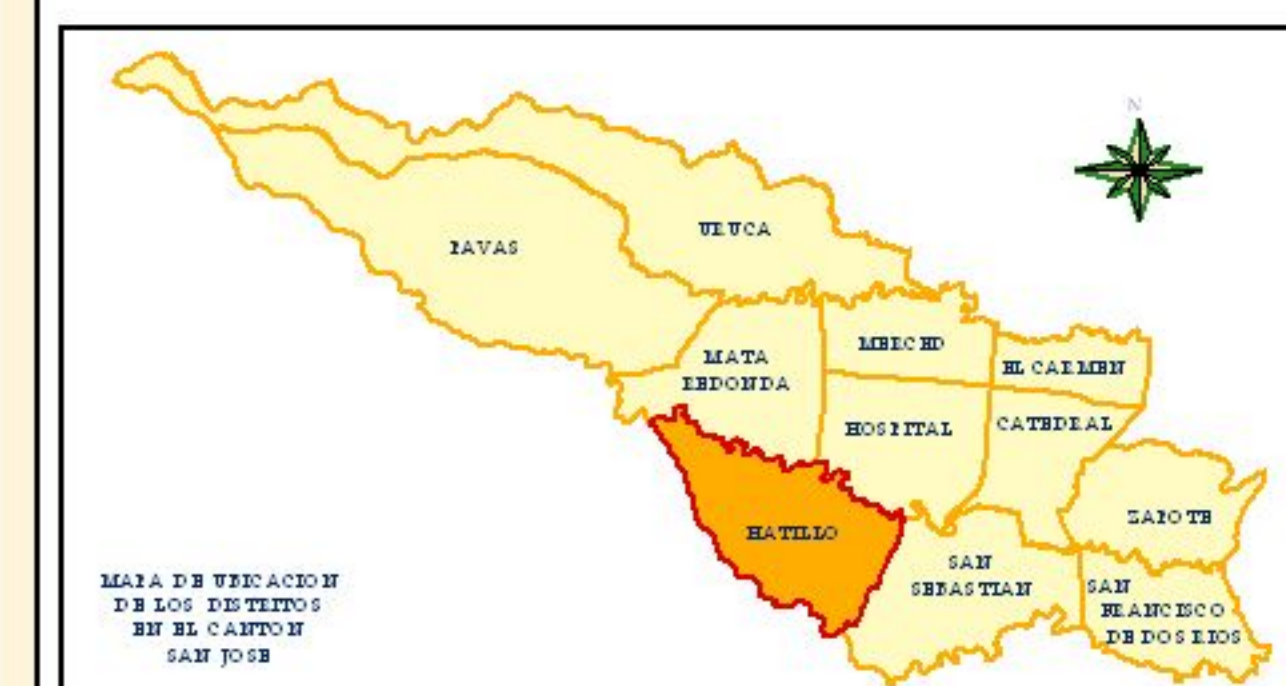 N
URUCA
PAVAS
MERCED
MATA
REDONDA
EL CARMEN
HOSPITAL
CATEDRAL
ZAPOTE
HATILLO
SAN
SEBASTIAN
SAN
FRANCISCO
DE DOS RIOS
MAPA DE UBICACION
DE LOS DISTRITOS
EN EL CANTON
SAN JOSE